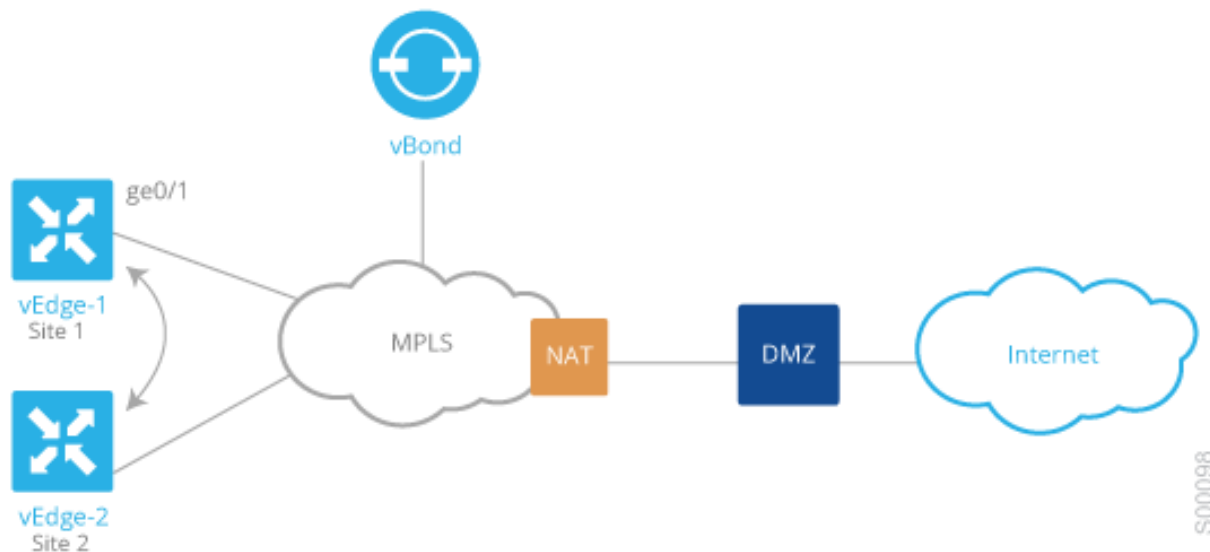 vBond
ge0/1
vEdge-1
Site 1
MPLS
NAT
DMZ
Internet
vEdge-2
Site 2
S00098